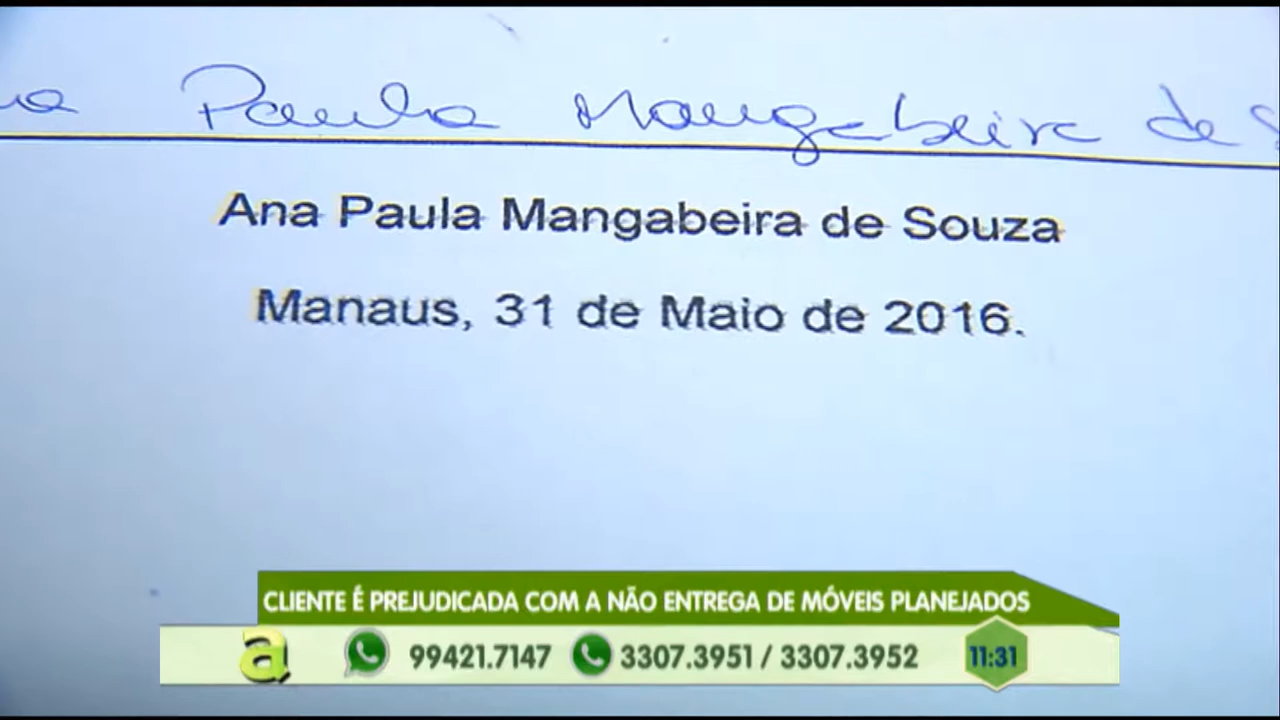 na Paula Mangabeira de S
Ana Paula Mangabeira de Souza
Manaus, 31 de Maio de 2016.
CLIENTE É PREJUDICADA COM A NÃO ENTREGA DE MÓVEIS PLANEJADOS
a 99421.7147 3307.3951 / 3307.3952 11:31